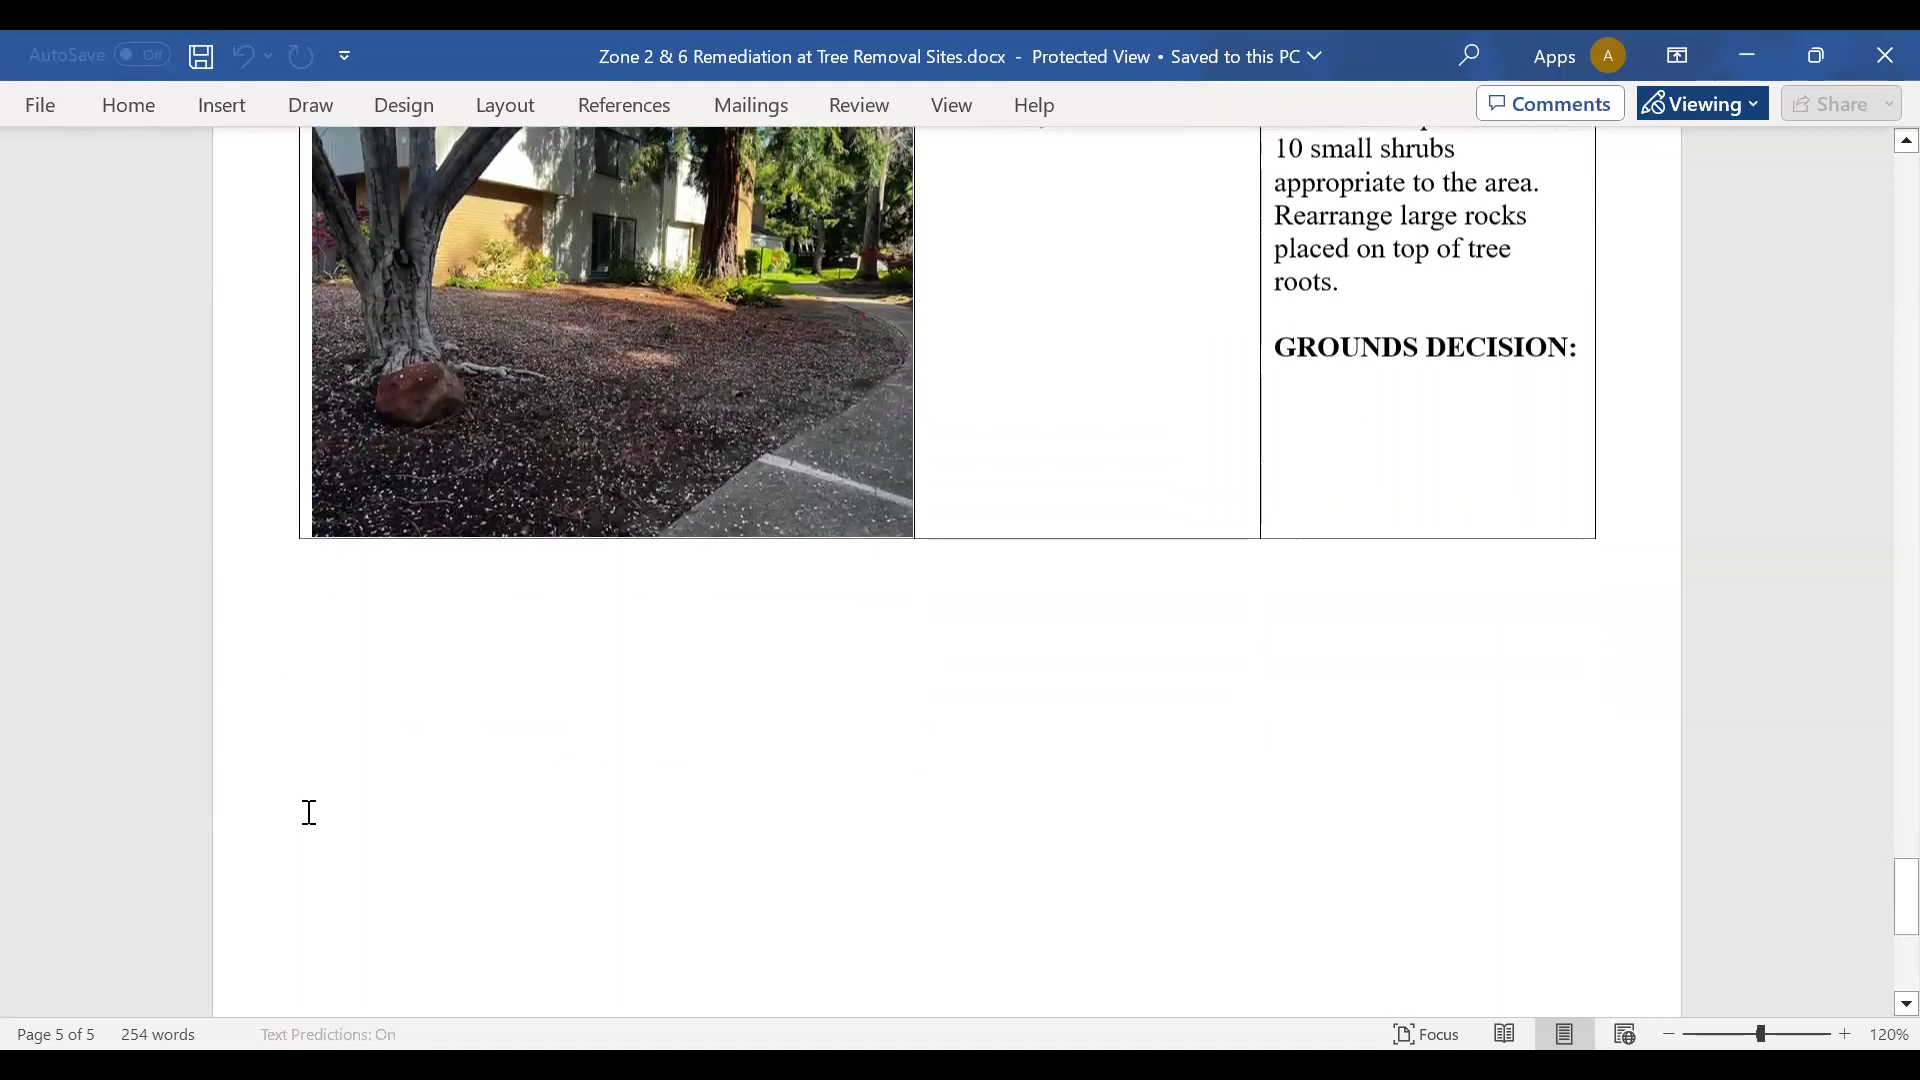 AutoSave Off
Zone 2 & 6 Remediation at Tree Removal Sites.docx - Protected View • Saved to this PC
Apps A
File Home Insert Draw Design Layout References Mailings Review View Help
Comments Viewing Share
10 small shrubs
appropriate to the area.
Rearrange large rocks
placed on top of tree
roots.
GROUNDS DECISION:
Page 5 of 5 254 words Text Predictions: On
Focus 120%